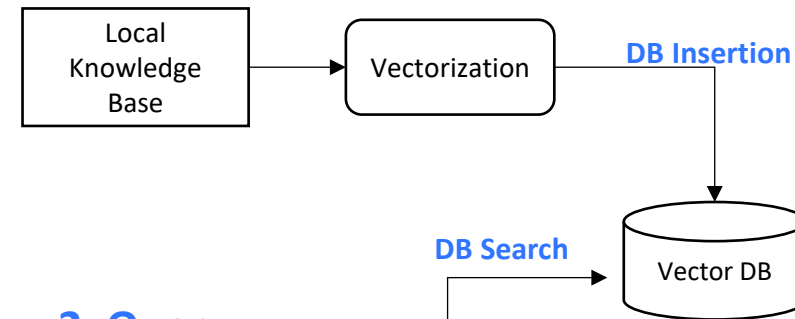 Local
Knowledge
Base
Vectorization
DB Insertion
DB Search
Vector DB